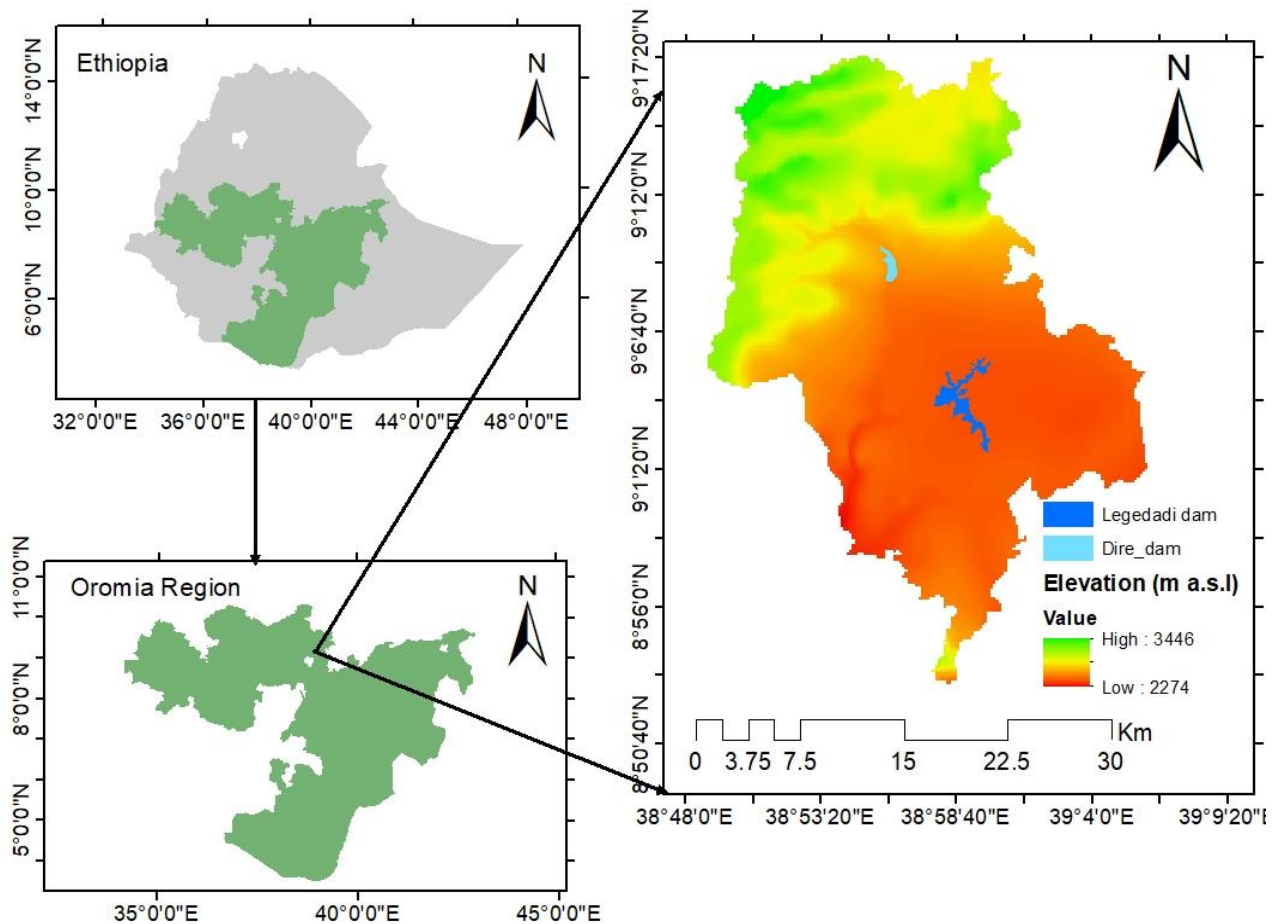 Ethiopia
N
14°0'0"N
10°0'0"N
6°0'0"N
32°0'0"E 36°0'0"E 40°0'0"E 44°0'0"E 48°0'0"E
Oromia Region
N
11°0'0"N
8°0'0"N
5°0'0"N
35°0'0"E 40°0'0"E 45°0'0"E
N
9°17'20"N
9°12'0"N
9°6'40"N
9°1'20"N
8°56'0"N
8°50'40"N
Legedadi dam
Dire_dam
Elevation (m a.s.l)
Value
High : 3446
Low : 2274
Km
0 3.75 7.5 15 22.5 30
38°48'0"E 38°53'20"E 38°58'40"E 39°4'0"E 39°9'20"E